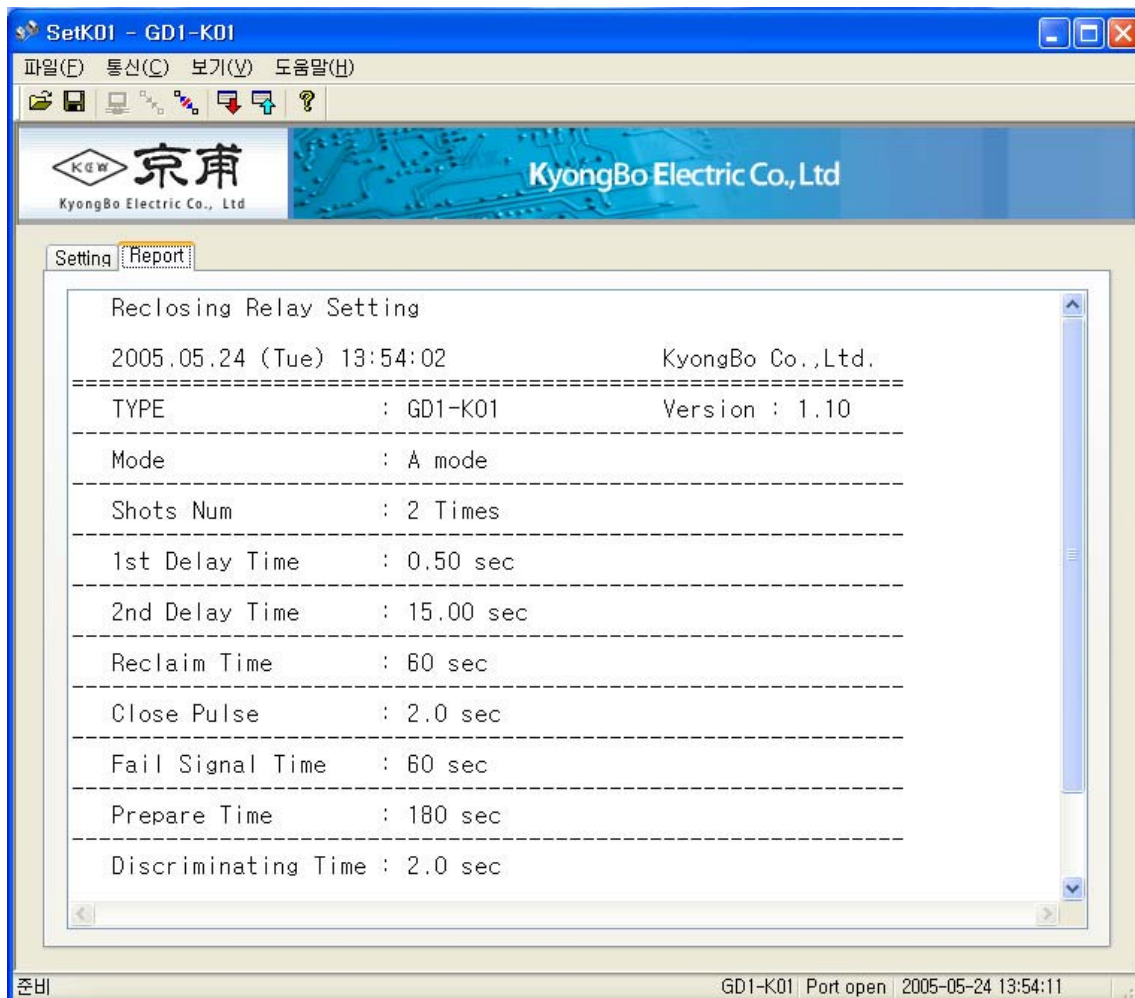 SetK01 - GD1-K01
파일(F) 통신(C) 보기(V) 도움말(H)
KEW 京甫
KyongBo Electric Co., Ltd
KyongBo Electric Co., Ltd
Setting Report
Reclosing Relay Setting
2005.05.24 (Tue) 13:54:02 KyongBo Co.,Ltd.
==================================================================
TYPE : GD1-K01 Version : 1.10
------------------------------------------------------------------
Mode : A mode
------------------------------------------------------------------
Shots Num : 2 Times
------------------------------------------------------------------
1st Delay Time : 0.50 sec
------------------------------------------------------------------
2nd Delay Time : 15.00 sec
------------------------------------------------------------------
Reclaim Time : 60 sec
------------------------------------------------------------------
Close Pulse : 2.0 sec
------------------------------------------------------------------
Fail Signal Time : 60 sec
------------------------------------------------------------------
Prepare Time : 180 sec
------------------------------------------------------------------
Discriminating Time : 2.0 sec
준비 GD1-K01 Port open 2005-05-24 13:54:11